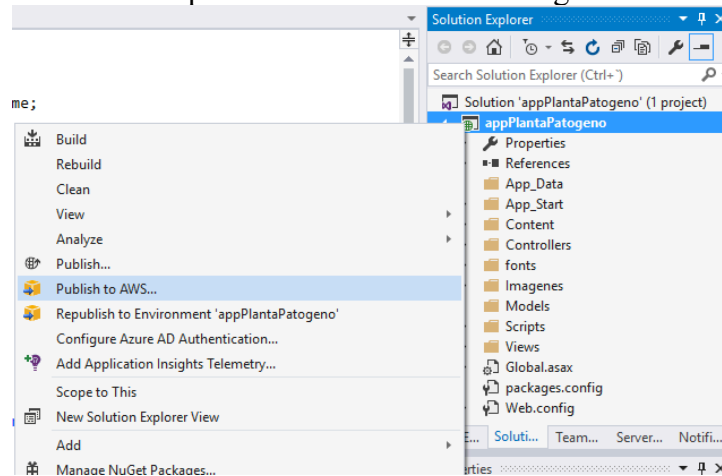 Solution Explorer
Search Solution Explorer (Ctrl+¨)
me;
Solution 'appPlantaPatogeno' (1 project)
appPlantaPatogeno
Properties
References
App_Data
App_Start
Content
Controllers
fonts
Imagenes
Models
Scripts
Views
Global.asax
packages.config
Web.config
Build
Rebuild
Clean
View
Analyze
Publish...
Publish to AWS...
Republish to Environment 'appPlantaPatogeno'
Configure Azure AD Authentication...
Add Application Insights Telemetry...
Scope to This
New Solution Explorer View
Add
Manage NuGet Packages...
E... Soluti... Team... Server... Notifi...
erties